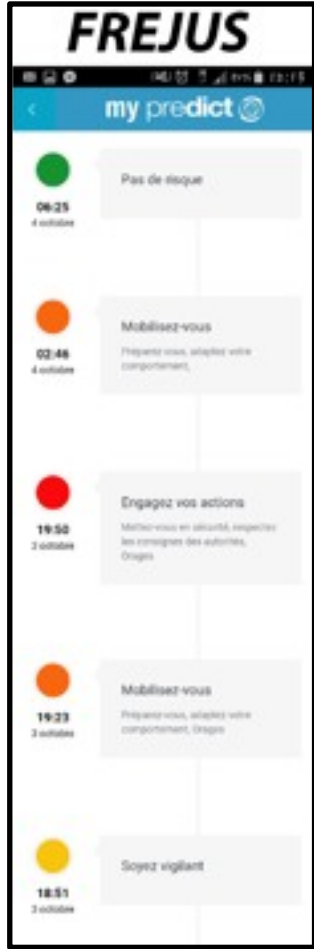 FREJUS
my predict
Pas de risque
06:25
4 octobre
Mobilisez-vous
Préparez vous, adaptez votre
comportement,
02:46
4 octobre
Engagez vos actions
Mettez-vous en sécurité, respectez
les consignes des autorités,
Orages
19:50
3 octobre
Mobilisez-vous
Préparez vous, adaptez votre
comportement, Orages
19:23
3 octobre
Soyez vigilant
18:51
3 octobre